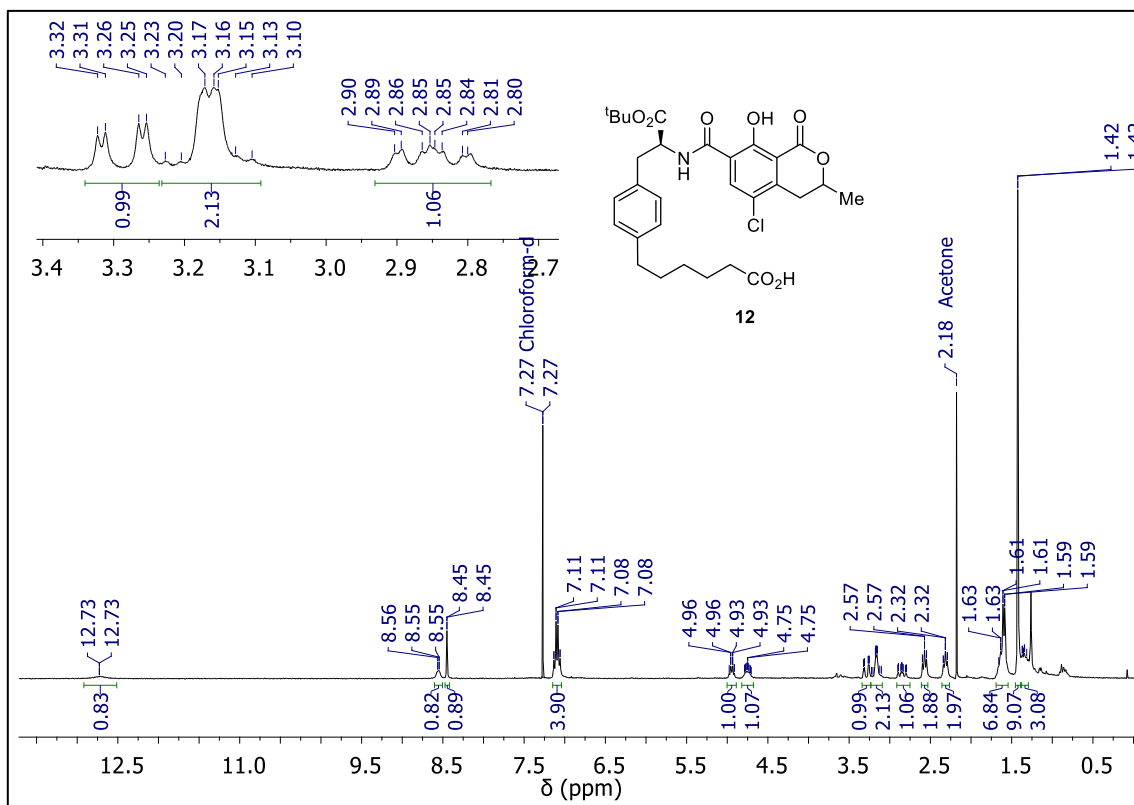 3.32 3.31 3.26 3.25 3.23 3.20 3.17 3.16 3.15 3.13 3.10
2.90 2.89 2.86 2.85 2.85 2.84 2.81 2.80
0.99 2.13 1.06
3.4 3.3 3.2 3.1 3.0 2.9 2.8 2.7
tBuO2C
O
OH
O
N
H
O
Cl
Me
CO2H
12
1.42
1.42
7.27 Chloroform-d
7.27
2.18 Acetone
12.73
12.73
8.56
8.55
8.55
8.45
8.45
7.11
7.11
7.08
7.08
4.96
4.96
4.93
4.93
4.75
4.75
2.57
2.57
2.32
2.32
1.63
1.63
1.61
1.61
1.59
1.59
0.83 0.82 0.89 3.90 1.00 1.07 0.99 2.13 1.06 1.88 1.97 6.84 9.07 3.08
12.5 11.0 8.5 7.5 5.5 4.5 3.5 2.5 1.5 0.5
δ (ppm)